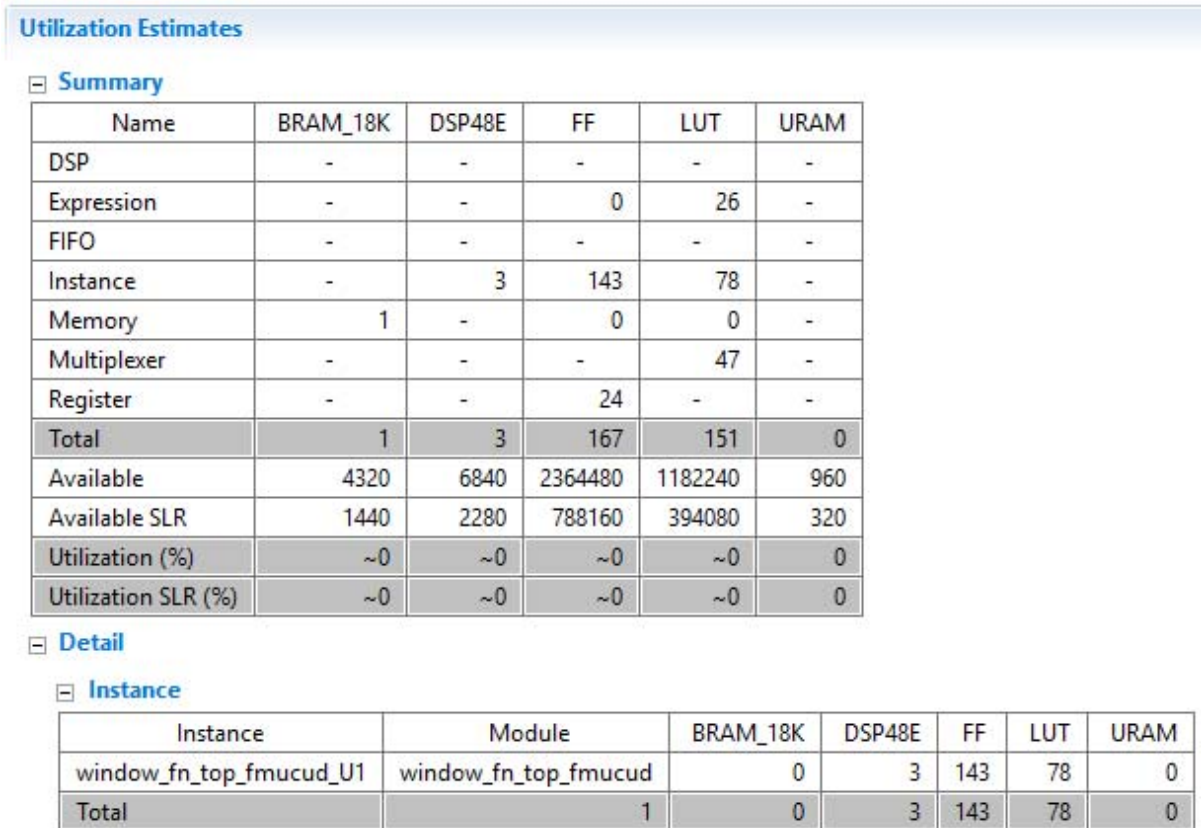 Utilization Estimates
Summary
Name BRAM_18K DSP48E FF LUT URAM
DSP - - - - -
Expression - - 0 26 -
FIFO - - - - -
Instance - 3 143 78 -
Memory 1 - 0 0 -
Multiplexer - - - 47 -
Register - - 24 - -
Total 1 3 167 151 0
Available 4320 6840 2364480 1182240 960
Available SLR 1440 2280 788160 394080 320
Utilization (%) ~0 ~0 ~0 ~0 0
Utilization SLR (%) ~0 ~0 ~0 ~0 0
Detail
Instance
Instance Module BRAM_18K DSP48E FF LUT URAM
window_fn_top_fmucud_U1 window_fn_top_fmucud 0 3 143 78 0
Total 1 0 3 143 78 0